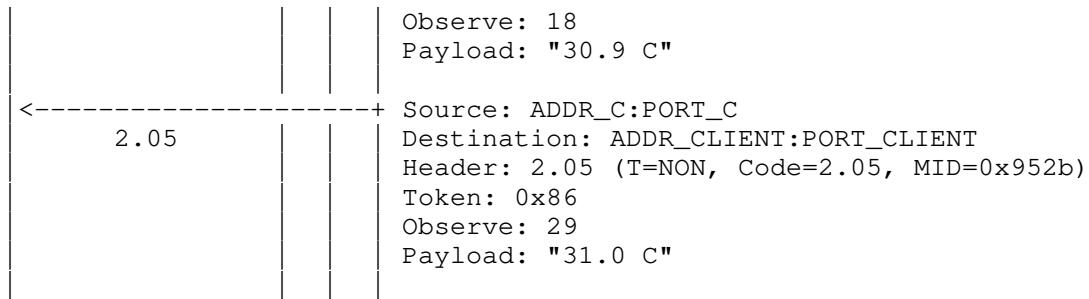 Observe: 18
Payload: "30.9 C"
<---------------------+ Source: ADDR_C:PORT_C
2.05 Destination: ADDR_CLIENT:PORT_CLIENT
Header: 2.05 (T=NON, Code=2.05, MID=0x952b)
Token: 0x86
Observe: 29
Payload: "31.0 C"